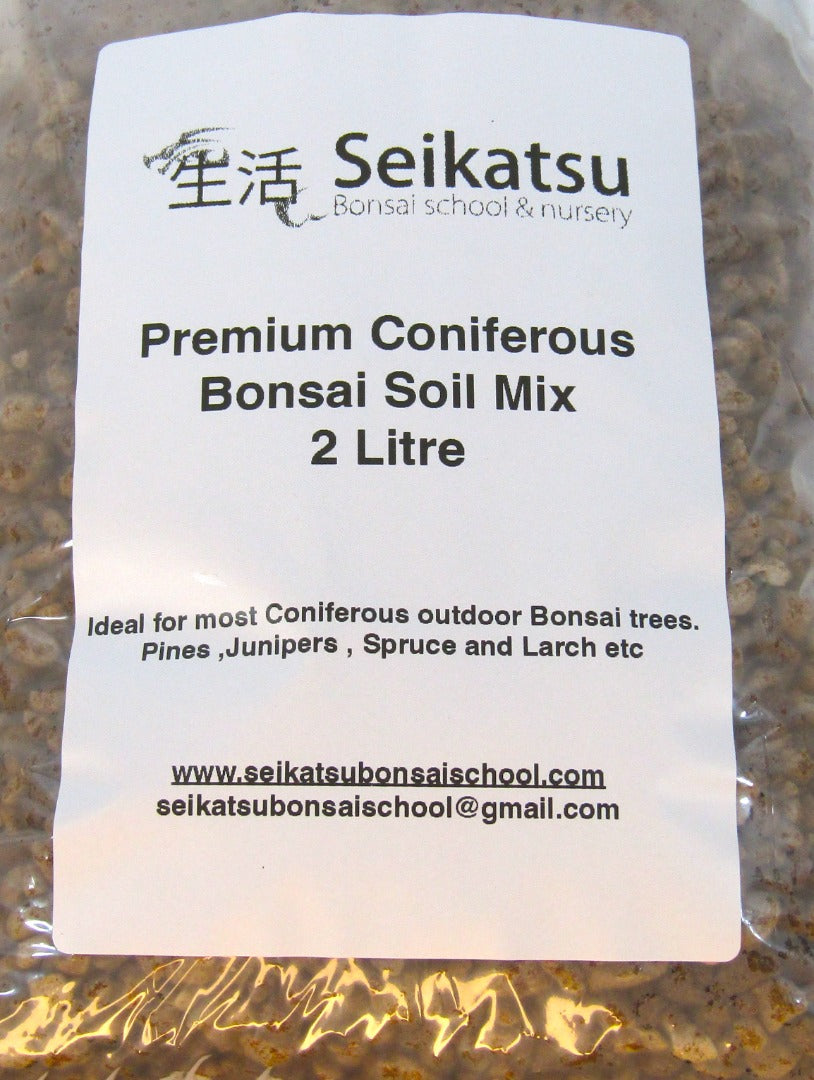 生活 Seikatsu
Bonsai school & nursery
Premium Coniferous
Bonsai Soil Mix
2 Litre
Ideal for most Coniferous outdoor Bonsai trees.
Pines ,Junipers , Spruce and Larch etc
www.seikatsubonsaischool.com
seikatsubonsaischool@gmail.com